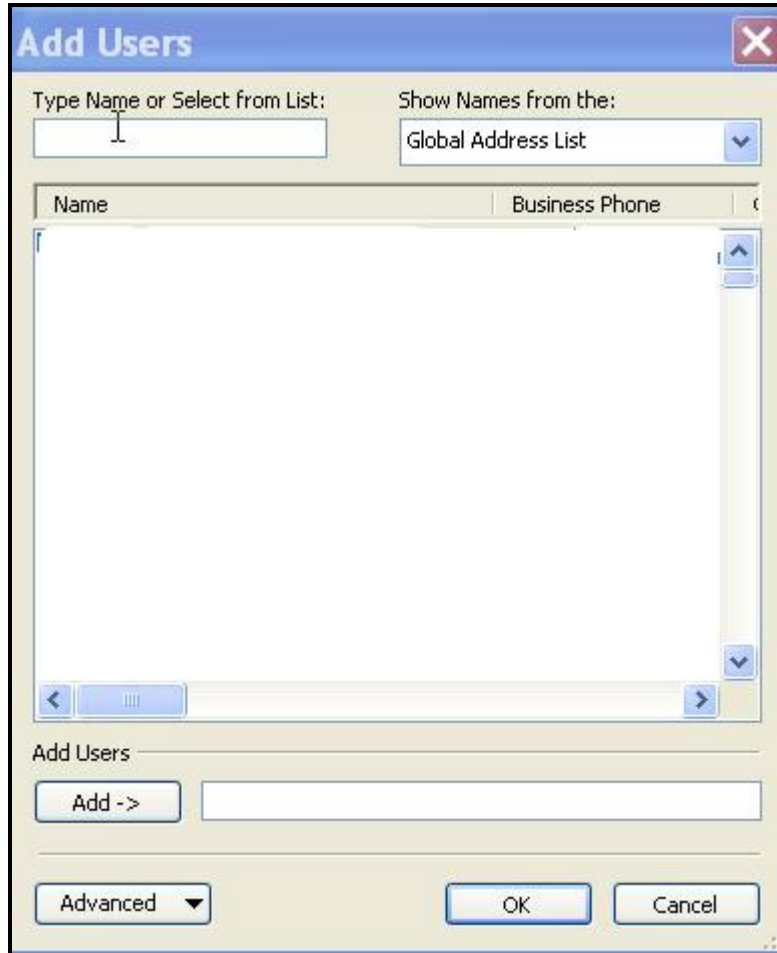 Add Users
Type Name or Select from List: Show Names from the:
Global Address List
Name Business Phone
Add Users
Add ->
Advanced OK Cancel